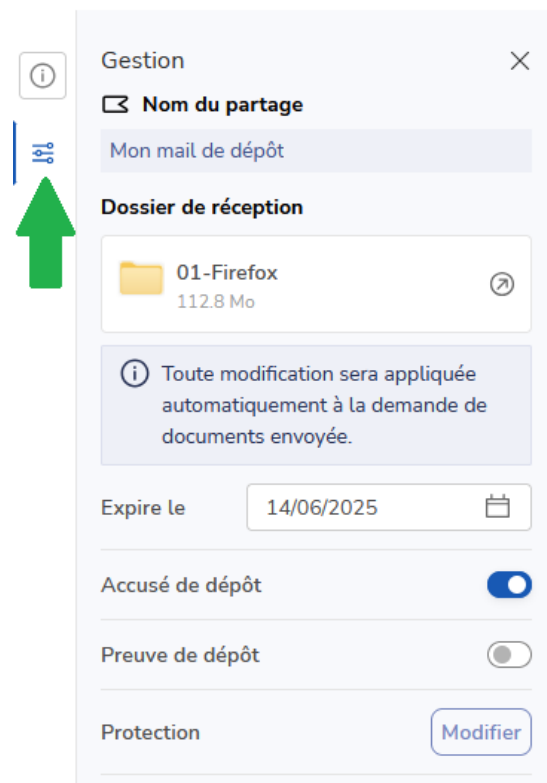 Gestion
Nom du partage
Mon mail de dépôt
Dossier de réception
01-Firefox
112.8 Mo
Toute modification sera appliquée
automatiquement à la demande de
documents envoyée.
Expire le 14/06/2025
Accusé de dépôt
Preuve de dépôt
Protection Modifier